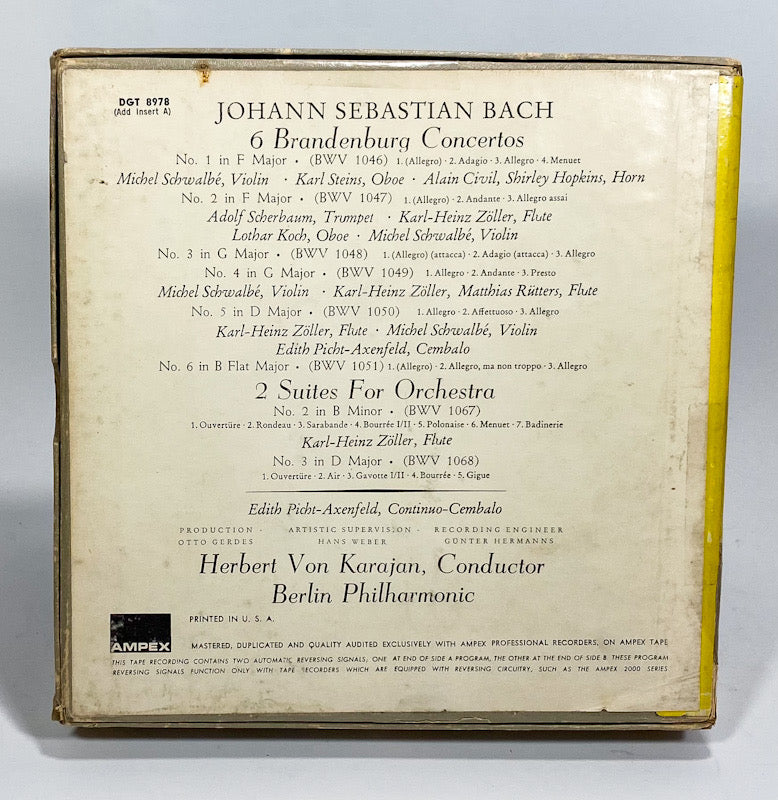 DGT 8978
(Add Insert A)
JOHANN SEBASTIAN BACH
6 Brandenburg Concertos
No. 1 in F Major • (BWV 1046) 1. (Allegro) · 2. Adagio · 3. Allegro · 4. Menuet
Michel Schwalbé, Violin · Karl Steins, Oboe · Alain Civil, Shirley Hopkins, Horn
No. 2 in F Major • (BWV 1047) 1. (Allegro) · 2. Andante · 3. Allegro assai
Adolf Scherbaum, Trumpet · Karl-Heinz Zöller, Flute
Lothar Koch, Oboe · Michel Schwalbé, Violin
No. 3 in G Major • (BWV 1048) 1. (Allegro) (attacca) · 2. Adagio (attacca) · 3. Allegro
No. 4 in G Major • (BWV 1049) 1. Allegro · 2. Andante · 3. Presto
Michel Schwalbé, Violin · Karl-Heinz Zöller, Matthias Rütters, Flute
No. 5 in D Major • (BWV 1050) 1. Allegro · 2. Affettuoso · 3. Allegro
Karl-Heinz Zöller, Flute · Michel Schwalbé, Violin
Edith Picht-Axenfeld, Cembalo
No. 6 in B Flat Major • (BWV 1051) 1. (Allegro) · 2. Allegro, ma non troppo · 3. Allegro
2 Suites For Orchestra
No. 2 in B Minor • (BWV 1067)
1. Ouvertüre · 2. Rondeau · 3. Sarabande · 4. Bourrée I/II · 5. Polonaise · 6. Menuet · 7. Badinerie
Karl-Heinz Zöller, Flute
No. 3 in D Major • (BWV 1068)
1. Ouvertüre · 2. Air · 3. Gavotte I/II · 4. Bourrée · 5. Gigue
Edith Picht-Axenfeld, Continuo-Cembalo
PRODUCTION - ARTISTIC SUPERVISION - RECORDING ENGINEER
OTTO GERDES HANS WEBER GÜNTER HERMANNS
Herbert Von Karajan, Conductor
Berlin Philharmonic
PRINTED IN U. S. A.
AMPEX
MASTERED, DUPLICATED AND QUALITY AUDITED EXCLUSIVELY WITH AMPEX PROFESSIONAL RECORDERS, ON AMPEX TAPE
THIS TAPE RECORDING CONTAINS TWO AUTOMATIC REVERSING SIGNALS, ONE AT END OF SIDE A PROGRAM, THE OTHER AT THE END OF SIDE B. THESE PROGRAM
REVERSING SIGNALS FUNCTION ONLY WITH TAPE RECORDERS WHICH ARE EQUIPPED WITH REVERSING CIRCUITRY, SUCH AS THE AMPEX 2000 SERIES